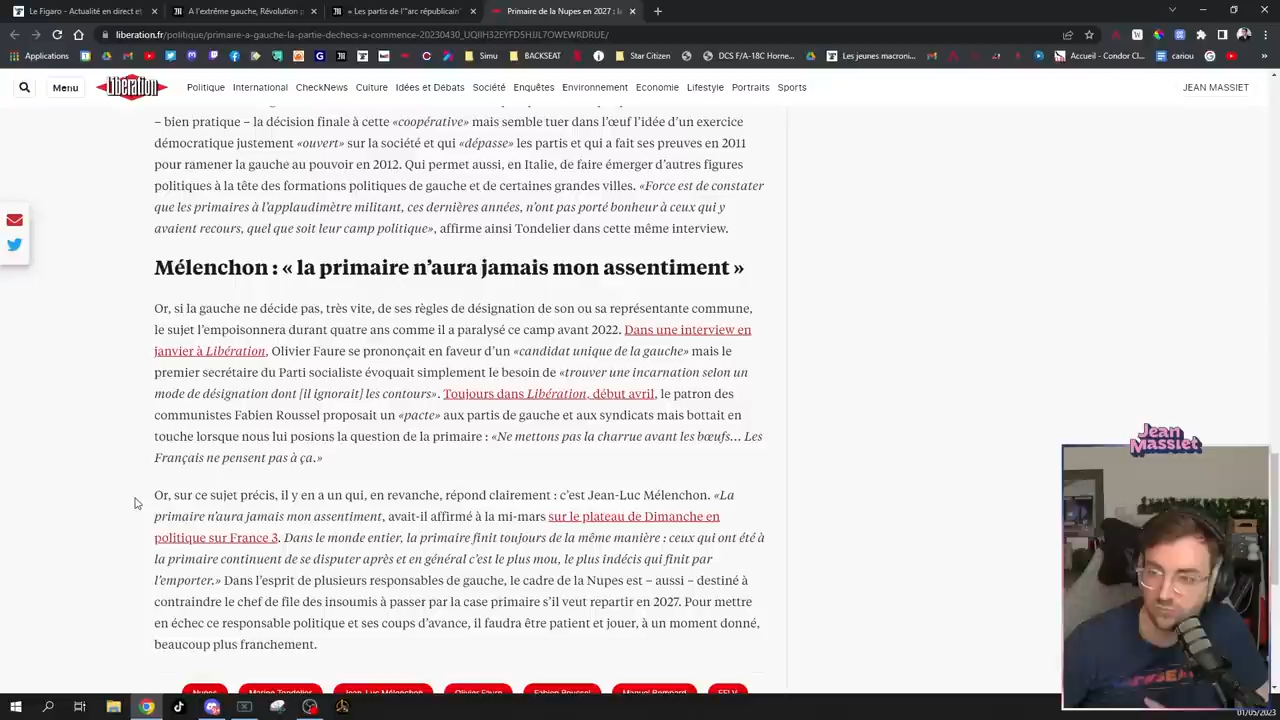 Le Figaro - Actualité en direct et
A l'extrême gauche, Révolution p
« Les partis de l'"arc républicain"
Primaire de la Nupes en 2027 : la
liberation.fr/politique/primaire-a-gauche-la-partie-dechecs-a-commence-20230430_UQIIH32EYFD5HJJL7OWEWRDRUE/
Applications
Simu
BACKSEAT
Star Citizen
DCS F/A-18C Horne...
Les jeunes macroni...
Accueil - Condor Cl...
cariou
Menu
Libération
Politique International CheckNews Culture Idées et Débats Société Enquêtes Environnement Economie Lifestyle Portraits Sports
JEAN MASSIET
– bien pratique – la décision finale à cette «coopérative» mais semble tuer dans l'œuf l'idée d'un exercice
démocratique justement «ouvert» sur la société et qui «dépasse» les partis et qui a fait ses preuves en 2011
pour ramener la gauche au pouvoir en 2012. Qui permet aussi, en Italie, de faire émerger d'autres figures
politiques à la tête des formations politiques de gauche et de certaines grandes villes. «Force est de constater
que les primaires à l'applaudimètre militant, ces dernières années, n'ont pas porté bonheur à ceux qui y
avaient recours, quel que soit leur camp politique», affirme ainsi Tondelier dans cette même interview.
Mélenchon : « la primaire n'aura jamais mon assentiment »
Or, si la gauche ne décide pas, très vite, de ses règles de désignation de son ou sa représentante commune,
le sujet l'empoisonnera durant quatre ans comme il a paralysé ce camp avant 2022. Dans une interview en
janvier à Libération, Olivier Faure se prononçait en faveur d'un «candidat unique de la gauche» mais le
premier secrétaire du Parti socialiste évoquait simplement le besoin de «trouver une incarnation selon un
mode de désignation dont [il ignorait] les contours». Toujours dans Libération, début avril, le patron des
communistes Fabien Roussel proposait un «pacte» aux partis de gauche et aux syndicats mais bottait en
touche lorsque nous lui posions la question de la primaire : «Ne mettons pas la charrue avant les bœufs... Les
Français ne pensent pas à ça.»
Or, sur ce sujet précis, il y en a un qui, en revanche, répond clairement : c'est Jean-Luc Mélenchon. «La
primaire n'aura jamais mon assentiment, avait-il affirmé à la mi-mars sur le plateau de Dimanche en
politique sur France 3. Dans le monde entier, la primaire finit toujours de la même manière : ceux qui ont été à
la primaire continuent de se disputer après et en général c'est le plus mou, le plus indécis qui finit par
l'emporter.» Dans l'esprit de plusieurs responsables de gauche, le cadre de la Nupes est – aussi – destiné à
contraindre le chef de file des insoumis à passer par la case primaire s'il veut repartir en 2027. Pour mettre
en échec ce responsable politique et ses coups d'avance, il faudra être patient et jouer, à un moment donné,
beaucoup plus franchement.
Nupes Marine Tondelier Jean-Luc Mélenchon Olivier Faure Fabien Roussel Manuel Bompard EELV
Jean
Massiet
01/05/2023